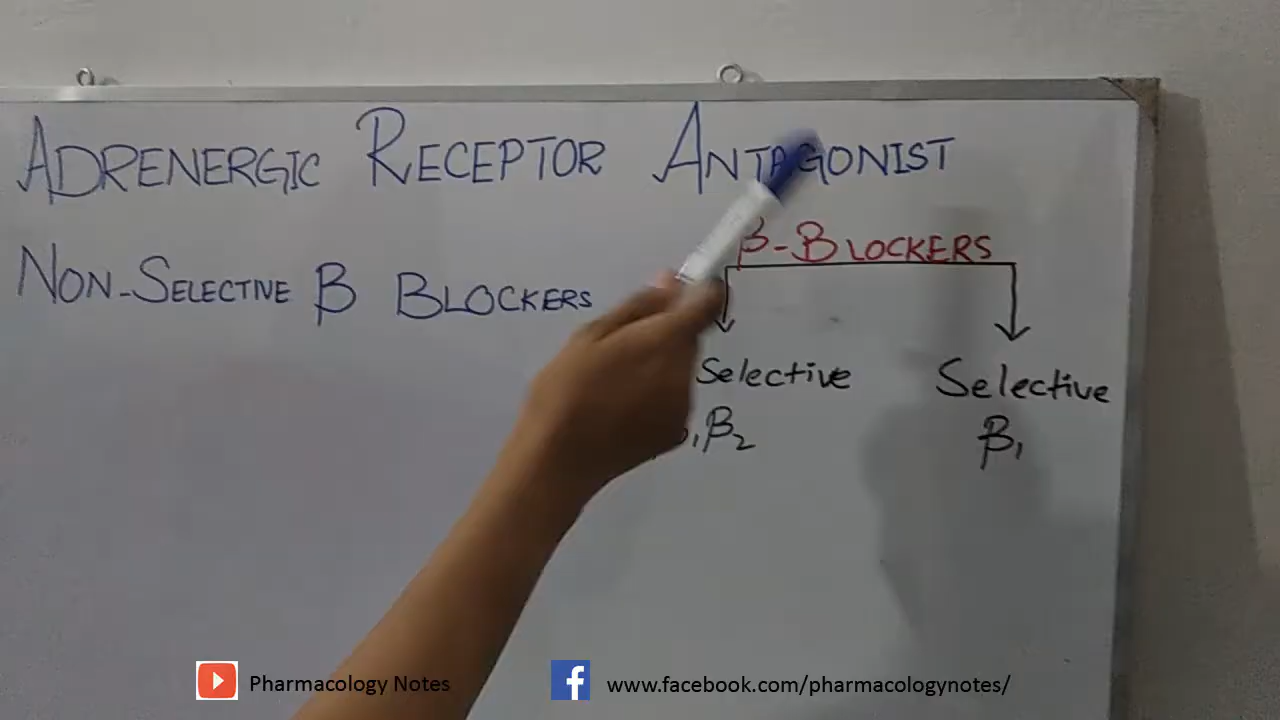 ADRENERGIC RECEPTOR ANTAGONIST
NON-SELECTIVE β BLOCKERS
β-BLOCKERS
Selective
β2
Selective
β1
Pharmacology Notes
www.facebook.com/pharmacologynotes/